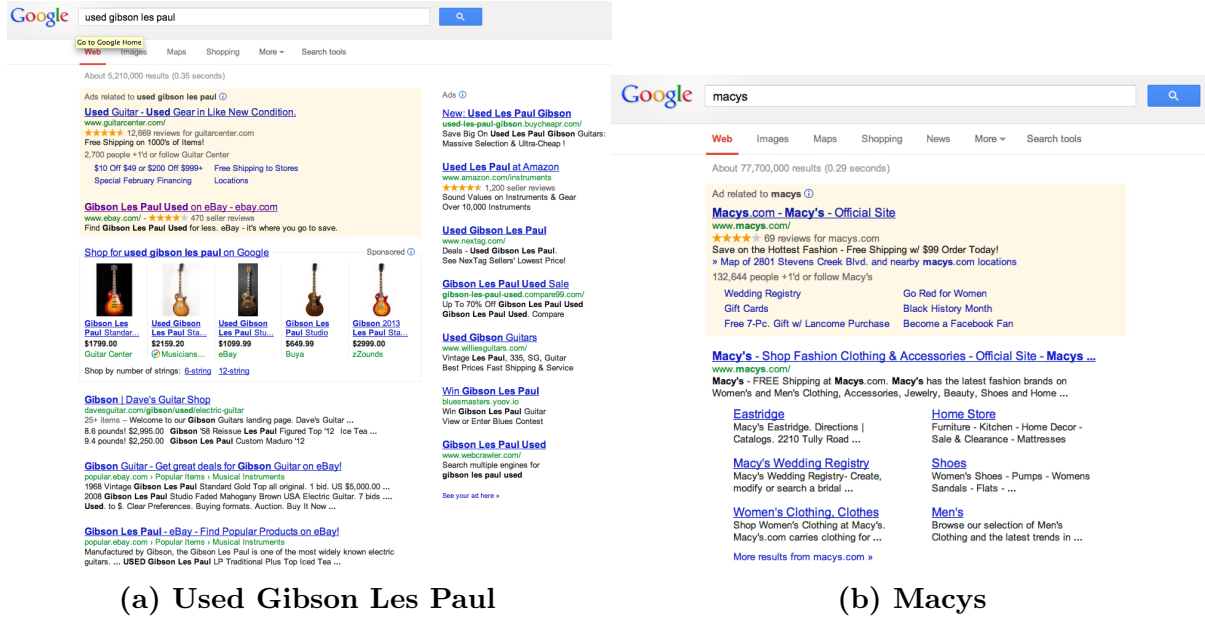 Google
used gibson les paul
Go to Google Home
Web Images Maps Shopping More Search tools
About 5,210,000 results (0.35 seconds)
Ads related to used gibson les paul
Used Guitar - Used Gear in Like New Condition.
www.guitarcenter.com/
12,669 reviews for guitarcenter.com
Free Shipping on 1000's of Items!
2,700 people +1'd or follow Guitar Center
$10 Off $49 or $200 Off $999+ Free Shipping to Stores
Special February Financing Locations
Gibson Les Paul Used on eBay - ebay.com
www.ebay.com/ - 470 seller reviews
Find Gibson Les Paul Used for less. eBay - it's where you go to save.
Shop for used gibson les paul on Google Sponsored
Gibson Les Used Gibson Used Gibson Gibson Les Gibson 2013
Paul Standar... Les Paul Sta... Les Paul Stu... Paul Studio Les Paul Sta...
$1799.00 $2159.20 $1099.99 $649.99 $2999.00
Guitar Center Musicians... eBay Buya zZounds
Shop by number of strings: 6-string 12-string
Gibson | Dave's Guitar Shop
davesguitar.com/gibson/used/electric-guitar
25+ items – Welcome to our Gibson Guitars landing page. Dave's Guitar ...
8.6 pounds! $2,995.00 Gibson '58 Reissue Les Paul Figured Top '12 Ice Tea ...
9.4 pounds! $2,250.00 Gibson Les Paul Custom Maduro '12
Gibson Guitar - Get great deals for Gibson Guitar on eBay!
popular.ebay.com › Popular Items › Musical Instruments
1968 Vintage Gibson Les Paul Standard Gold Top all original. 1 bid. US $5,000.00 ...
2008 Gibson Les Paul Studio Faded Mahogany Brown USA Electric Guitar. 7 bids ....
Used. to $. Clear Preferences. Buying formats. Auction. Buy It Now ...
Gibson Les Paul - eBay - Find Popular Products on eBay!
popular.ebay.com › Popular Items › Musical Instruments
Manufactured by Gibson, the Gibson Les Paul is one of the most widely known electric
guitars. ... USED Gibson Les Paul LP Traditional Plus Top Iced Tea ...
Ads
New: Used Les Paul Gibson
used-les-paul-gibson.buycheapr.com/
Save Big On Used Les Paul Gibson Guitars:
Massive Selection & Ultra-Cheap !
Used Les Paul at Amazon
www.amazon.com/instruments
1,200 seller reviews
Sound Values on Instruments & Gear
Over 10,000 Instruments
Used Gibson Les Paul
www.nextag.com/
Deals - Used Gibson Les Paul.
See NexTag Sellers' Lowest Price!
Gibson Les Paul Used Sale
gibson-les-paul-used.compare99.com/
Up To 70% Off Gibson Les Paul Used
Gibson Les Paul Used. Compare
Used Gibson Guitars
www.williesguitars.com/
Vintage Les Paul, 335, SG, Guitar
Best Prices Fast Shipping & Service
Win Gibson Les Paul
bluesmasters.yoov.io
Win Gibson Les Paul Guitar
View or Enter Blues Contest
Gibson Les Paul Used
www.webcrawler.com/
Search multiple engines for
gibson les paul used
See your ad here »
(a) Used Gibson Les Paul
Google
macys
Web Images Maps Shopping News More Search tools
About 77,700,000 results (0.29 seconds)
Ad related to macys
Macys.com - Macy's - Official Site
www.macys.com/
69 reviews for macys.com
Save on the Hottest Fashion - Free Shipping w/ $99 Order Today!
» Map of 2801 Stevens Creek Blvd. and nearby macys.com locations
132,644 people +1'd or follow Macy's
Wedding Registry Go Red for Women
Gift Cards Black History Month
Free 7-Pc. Gift w/ Lancome Purchase Become a Facebook Fan
Macy's - Shop Fashion Clothing & Accessories - Official Site - Macys ...
www.macys.com/
Macy's - FREE Shipping at Macys.com. Macy's has the latest fashion brands on
Women's and Men's Clothing, Accessories, Jewelry, Beauty, Shoes and Home ...
Eastridge Home Store
Macy's Eastridge. Directions | Furniture - Kitchen - Home Decor -
Catalogs. 2210 Tully Road ... Sale & Clearance - Mattresses
Macy's Wedding Registry Shoes
Macy's Wedding Registry- Create, Women's Shoes - Pumps - Womens
modify or search a bridal ... Sandals - Flats - ...
Women's Clothing, Clothes Men's
Shop Women's Clothing at Macy's. Browse our selection of Men's
Macy's.com carries clothing for ... Clothing and the latest trends in ...
More results from macys.com »
(b) Macys